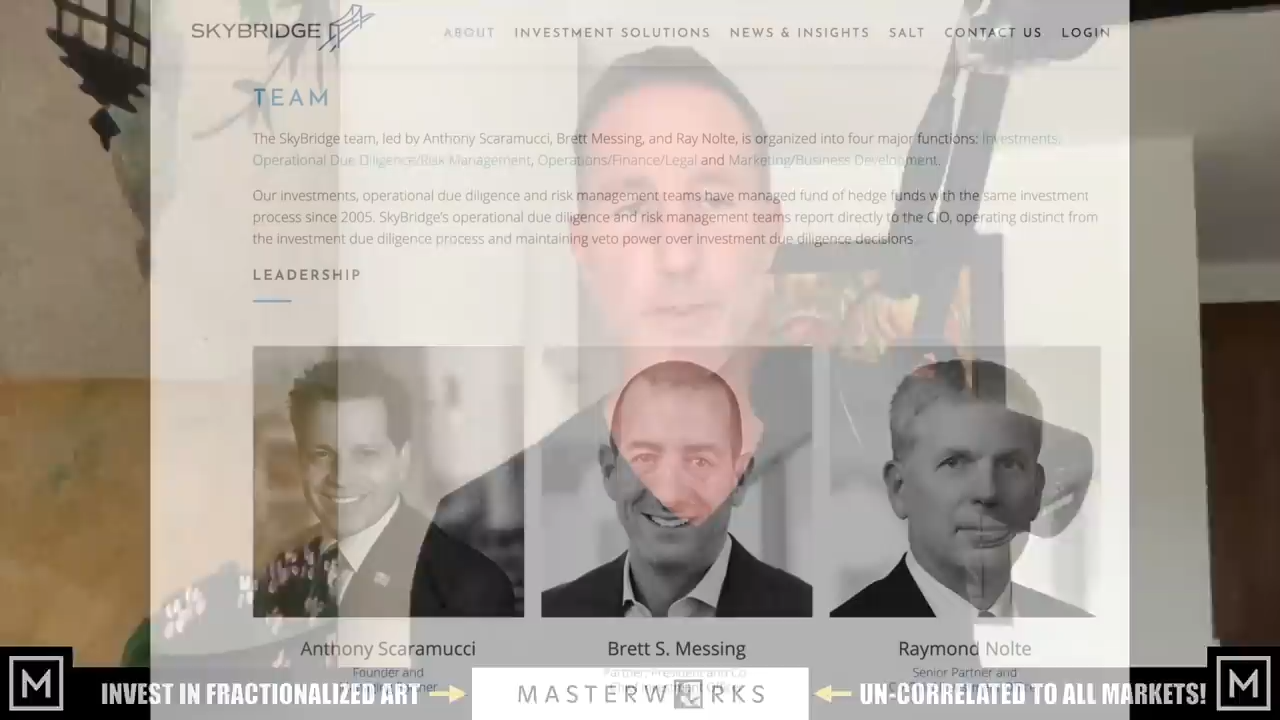 SKYBRIDGE
ABOUT INVESTMENT SOLUTIONS NEWS & INSIGHTS SALT CONTACT US LOGIN
TEAM
The SkyBridge team, led by Anthony Scaramucci, Brett Messing, and Ray Nolte, is organized into four major functions: Investments,
Operational Due Diligence/Risk Management, Operations/Finance/Legal and Marketing/Business Development.
Our investments, operational due diligence and risk management teams have managed fund of hedge funds with the same investment
process since 2005. SkyBridge's operational due diligence and risk management teams report directly to the CIO, operating distinct from
the investment due diligence process and maintaining veto power over investment due diligence decisions.
LEADERSHIP
Anthony Scaramucci Brett S. Messing Raymond Nolte
Founder and Partner, President and Co Senior Partner and
M INVEST IN FRACTIONALIZED ART MASTERWORKS UN-CORRELATED TO ALL MARKETS! M